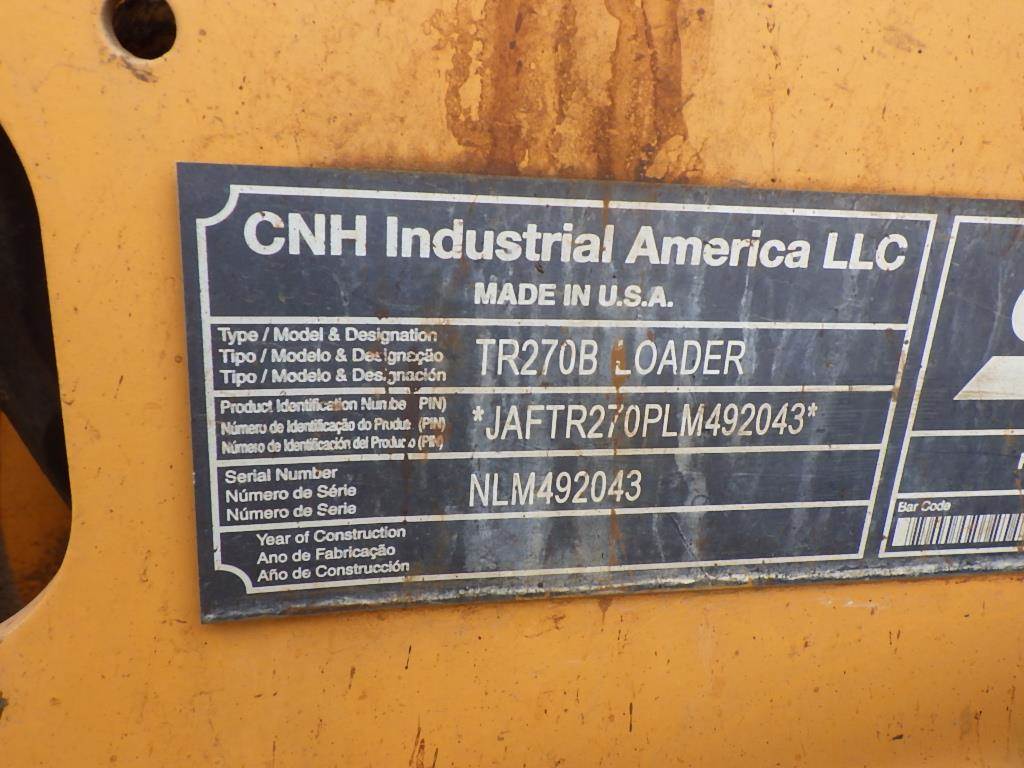 CNH Industrial America LLC
MADE IN U.S.A.
Type / Model & Designation
Tipo / Modelo & Designação
Tipo / Modelo & Designación
TR270B LOADER
Product Identification Numbe PIN)
Número de Identificação do Produto (PIN)
Número de Identificación del Producto (PIN)
*JAFTR270PLM492043*
Serial Number
Número de Série
Número de Serie
NLM492043
Year of Construction
Ano de Fabricação
Año de Construcción
Bar Code